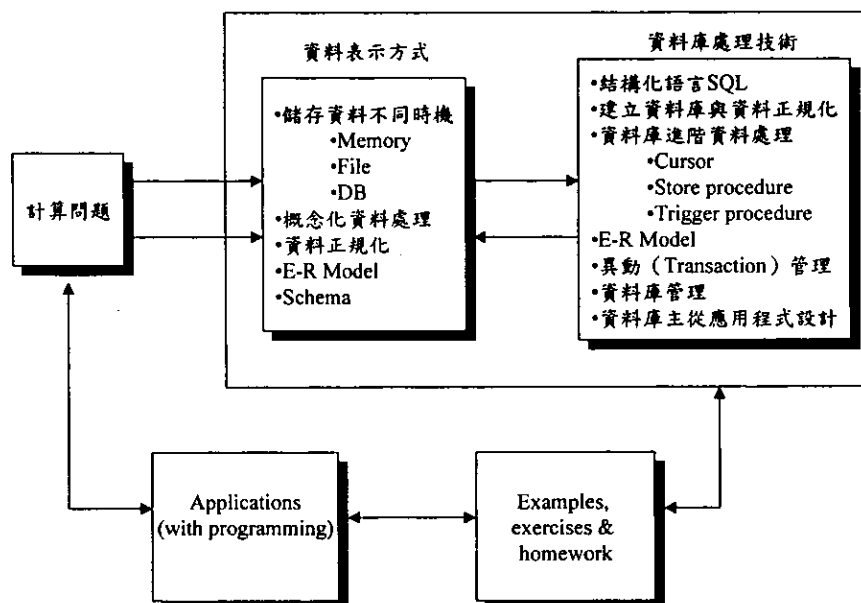 資料表示方式
資料庫處理技術
計算問題
•儲存資料不同時機
•Memory
•File
•DB
•概念化資料處理
•資料正規化
•E-R Model
•Schema
•結構化語言SQL
•建立資料庫與資料正規化
•資料庫進階資料處理
•Cursor
•Store procedure
•Trigger procedure
•E-R Model
•異動（Transaction）管理
•資料庫管理
•資料庫主從應用程式設計
Applications
(with programming)
Examples,
exercises &
homework